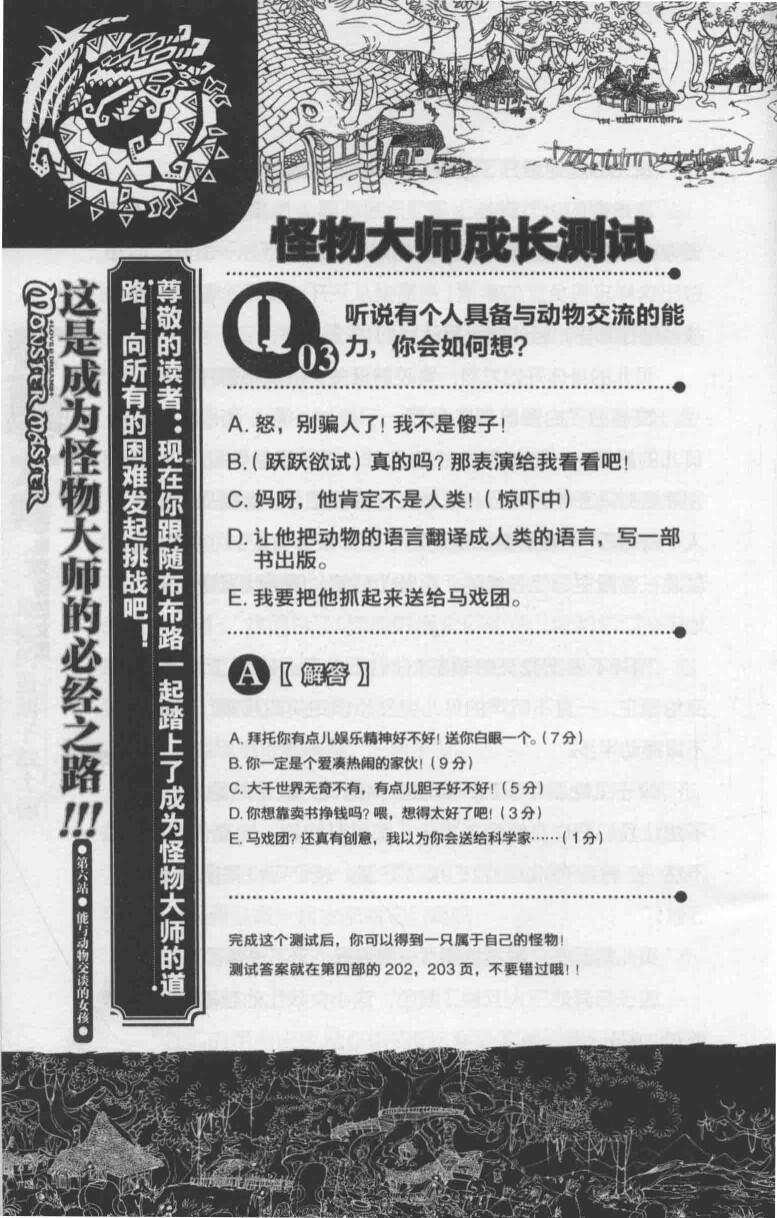 怪物大师成长测试
Q03
听说有个人具备与动物交流的能
力，你会如何想？
A. 怒，别骗人了！我不是傻子！
B.（跃跃欲试）真的吗？那表演给我看看吧！
C. 妈呀，他肯定不是人类！（惊吓中）
D. 让他把动物的语言翻译成人类的语言，写一部
书出版。
E. 我要把他抓起来送给马戏团。
A【解答】
A. 拜托你有点儿娱乐精神好不好！送你白眼一个。（7分）
B. 你一定是个爱凑热闹的家伙！（9分）
C. 大千世界无奇不有，有点儿胆子好不好！（5分）
D. 你想靠卖书挣钱吗？喂，想得太好了吧！（3分）
E. 马戏团？还真有创意，我以为你会送给科学家……（1分）
完成这个测试后，你可以得到一只属于自己的怪物！
测试答案就在第四部的202，203页，不要错过哦！！
尊敬的读者：现在你跟随布布路一起踏上了成为怪物大师的道
路！向所有的困难发起挑战吧！
这是成为怪物大师的必经之路!!!
●第六站●能与动物交谈的女孩●
MONSTER MASTER